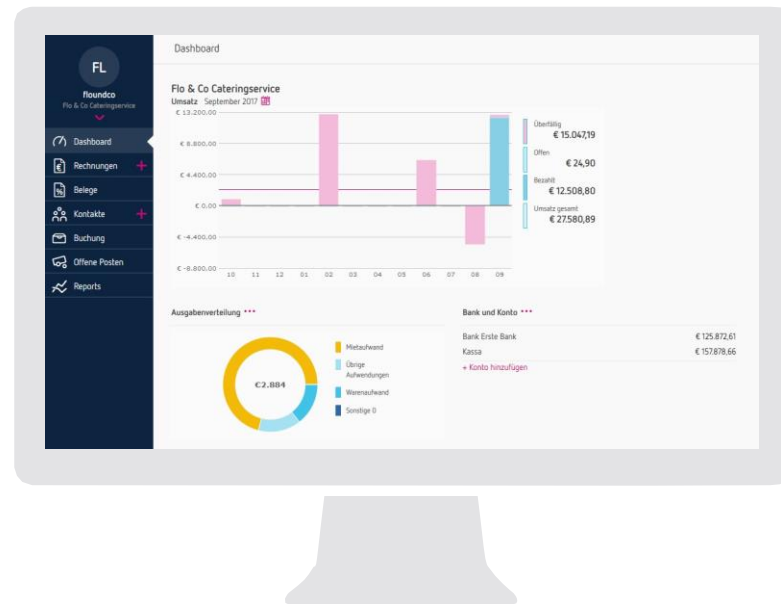 FL
floundco
Flo & Co Cateringservice
Dashboard
Rechnungen
Belege
Kontakte
Buchung
Offene Posten
Reports
Dashboard
Flo & Co Cateringservice
Umsatz September 2017
€ 13.200,00
€ 8.800,00
€ 4.400,00
€ 0,00
€ -4.400,00
€ -8.800,00
10 11 12 01 02 03 04 05 06 07 08 09
Überfällig
€ 15.047,19
Offen
€ 24,90
Bezahlt
€ 12.508,80
Umsatz gesamt
€ 27.580,89
Ausgabenverteilung •••
€2.884
Mietaufwand
Übrige
Aufwendungen
Warenaufwand
Sonstige 0
Bank und Konto •••
Bank Erste Bank € 125.872,61
Kassa € 157.878,66
+ Konto hinzufügen